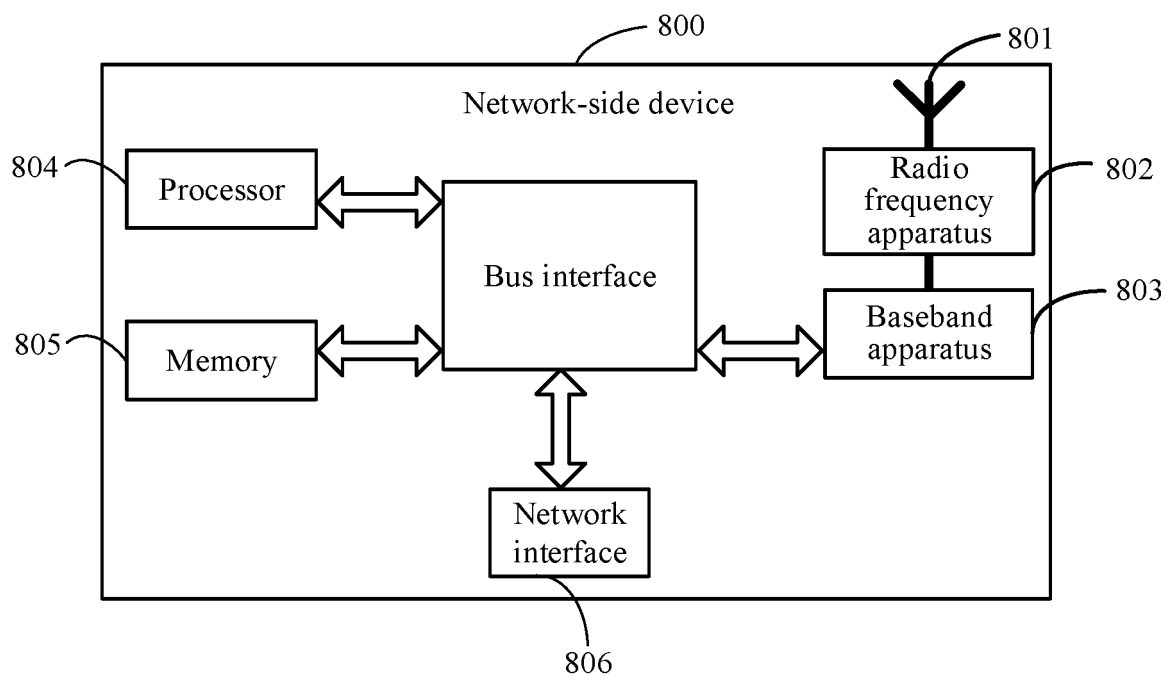 800
801
Network-side device
804
Processor
Radio
frequency
apparatus
802
Bus interface
803
Baseband
apparatus
805
Memory
Network
interface
806